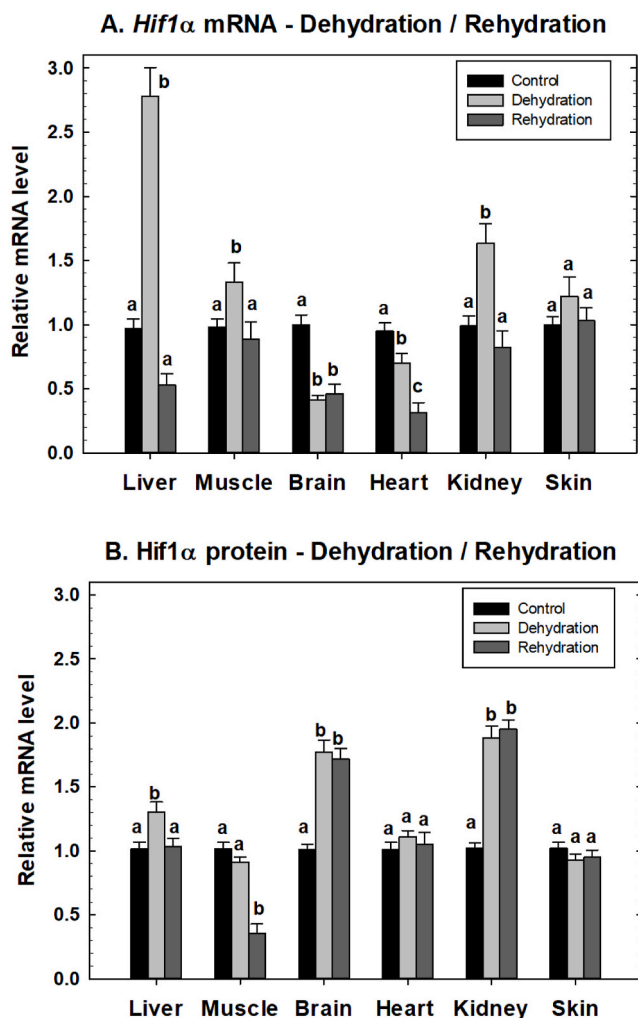 A. Hif1α mRNA - Dehydration / Rehydration
Relative mRNA level
3.0
2.5
2.0
1.5
1.0
0.5
0.0
Control
Dehydration
Rehydration
a b a
a b a
a b b
a b c
a b a
a a a
Liver Muscle Brain Heart Kidney Skin
B. Hif1α protein - Dehydration / Rehydration
Relative mRNA level
3.0
2.5
2.0
1.5
1.0
0.5
0.0
Control
Dehydration
Rehydration
a b a
a a b
a b b
a a a
a b b
a a a
Liver Muscle Brain Heart Kidney Skin